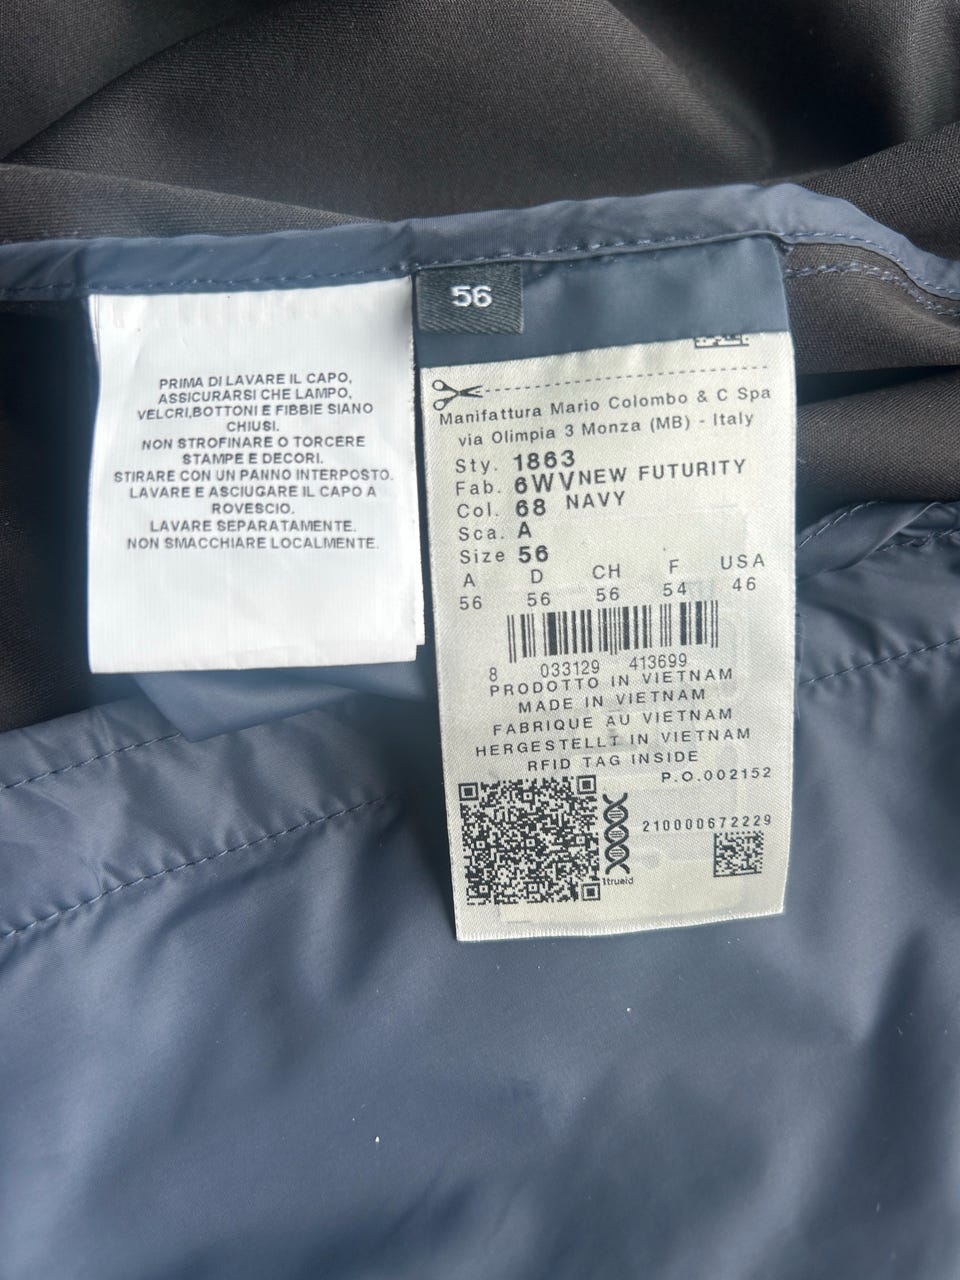 PRIMA DI LAVARE IL CAPO,
ASSICURARSI CHE LAMPO,
VELCRI,BOTTONI E FIBBIE SIANO
CHIUSI.
NON STROFINARE O TORCERE
STAMPE E DECORI.
STIRARE CON UN PANNO INTERPOSTO.
LAVARE E ASCIUGARE IL CAPO A
ROVESCIO.
LAVARE SEPARATAMENTE.
NON SMACCHIARE LOCALMENTE.
56
Manifattura Mario Colombo & C Spa
via Olimpia 3 Monza (MB) - Italy
Sty. 1863
Fab. 6WVNEW FUTURITY
Col. 68 NAVY
Sca. A
Size 56
A D CH F USA
56 56 56 54 46
8 033129 413699
PRODOTTO IN VIETNAM
MADE IN VIETNAM
FABRIQUE AU VIETNAM
HERGESTELLT IN VIETNAM
RFID TAG INSIDE
P.O.002152
210000672229
1trueid